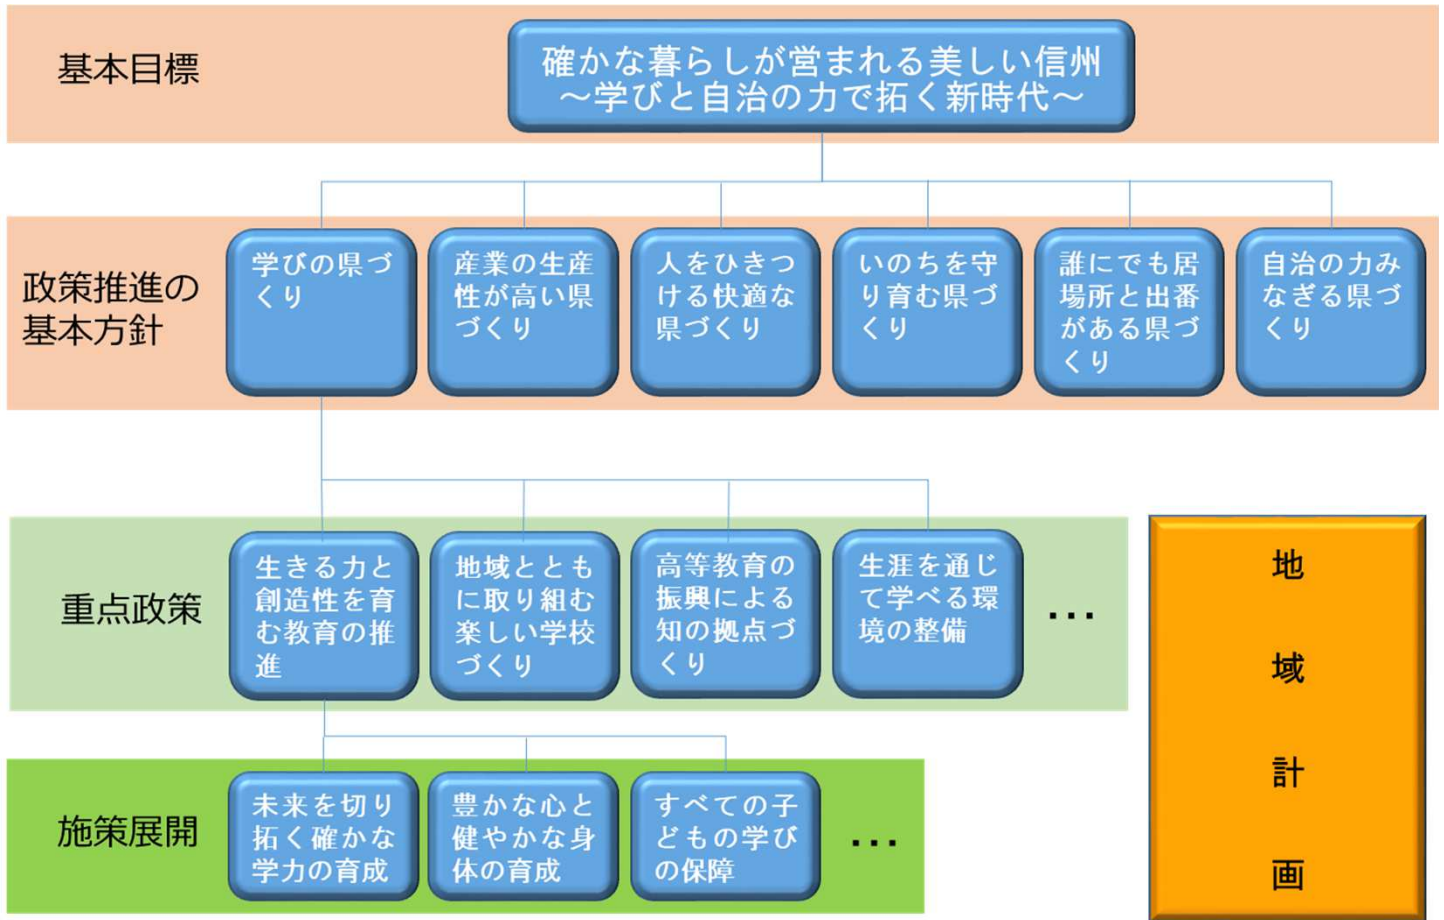 基本目標
確かな暮らしが営まれる美しい信州
～学びと自治の力で拓く新時代～
政策推進の
基本方針
学びの県づ
くり
産業の生産
性が高い県
づくり
人をひきつ
ける快適な
県づくり
いのちを守
り育む県づ
くり
誰にでも居
場所と出番
がある県づ
くり
自治の力み
なぎる県づ
くり
重点政策
生きる力と
創造性を育
む教育の推
進
地域ととも
に取り組む
楽しい学校
づくり
高等教育の
振興による
知の拠点づ
くり
生涯を通じ
て学べる環
境の整備
...
施策展開
未来を切り
拓く確かな
学力の育成
豊かな心と
健やかな身
体の育成
すべての子
どもの学び
の保障
...
地
域
計
画